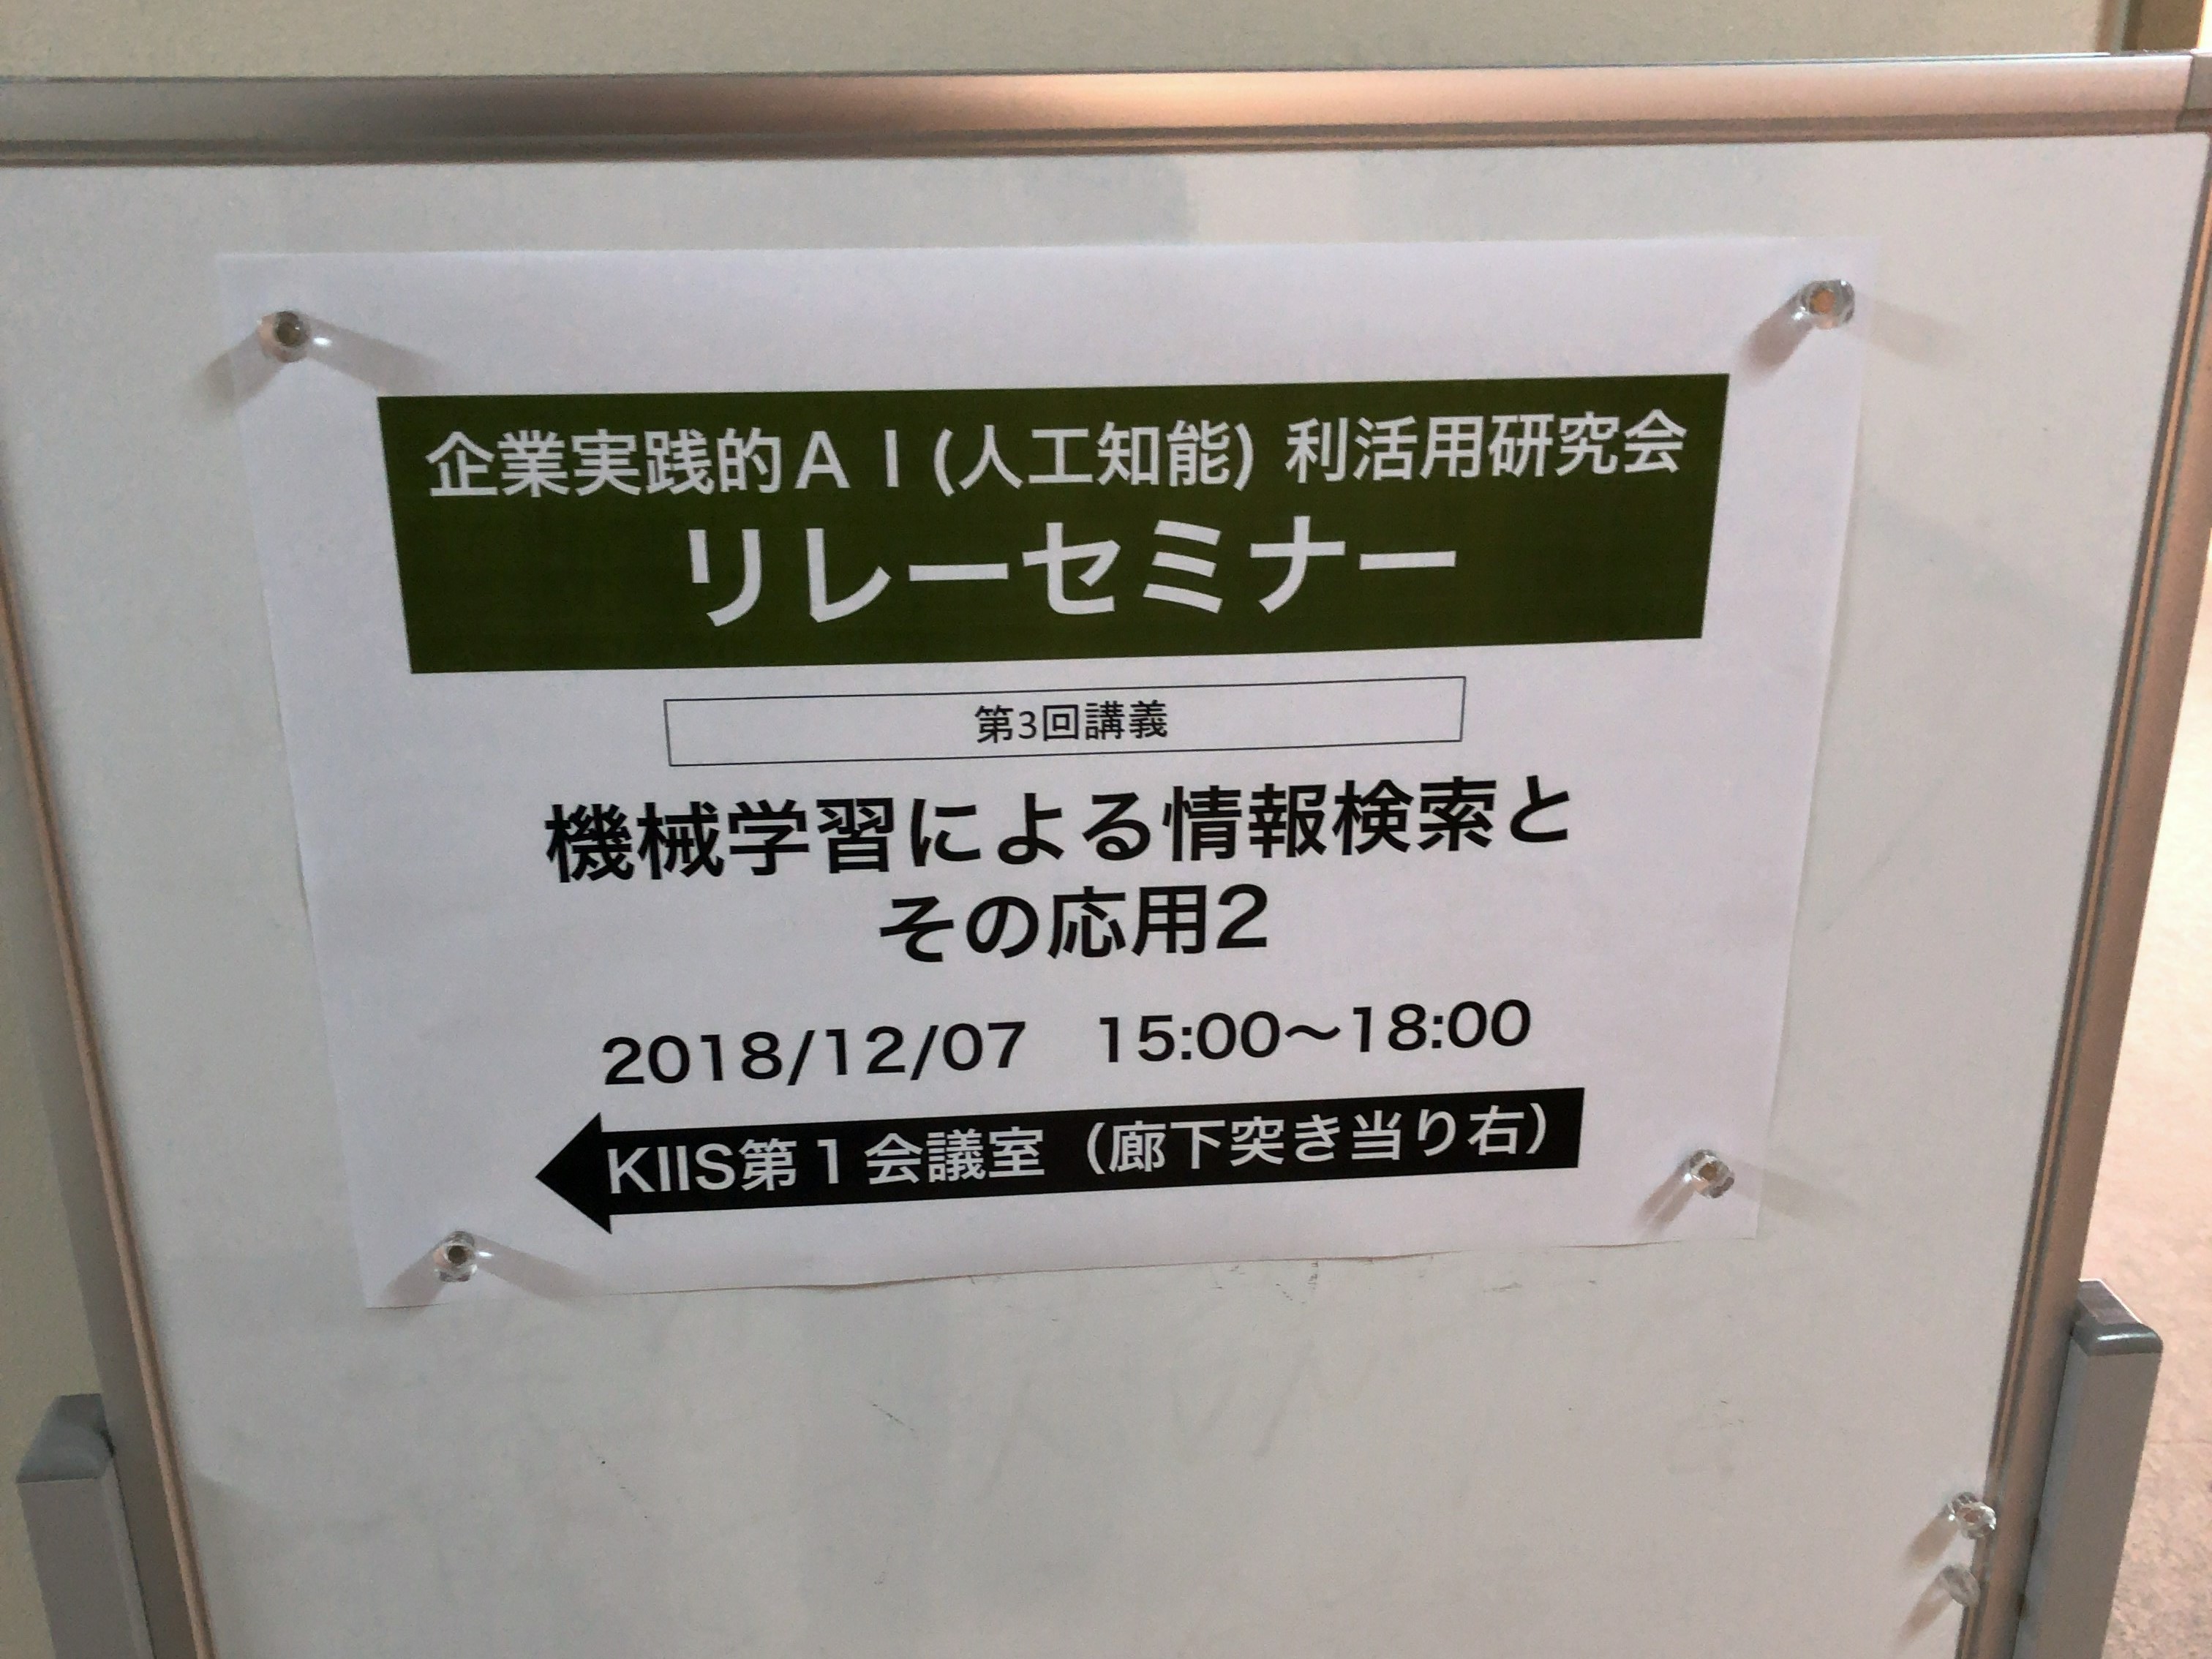 企業実践的ＡＩ(人工知能) 利活用研究会
リレーセミナー
第3回講義
機械学習による情報検索と
その応用2
2018/12/07　15:00～18:00
KIIS第１会議室（廊下突き当り右）